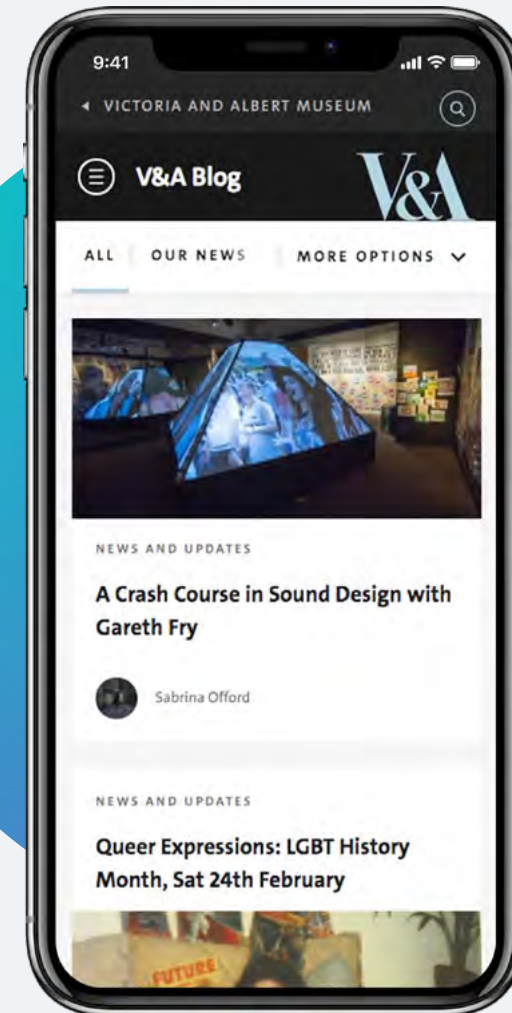 9:41
VICTORIA AND ALBERT MUSEUM
V&A Blog
V&A
ALL
OUR NEWS
MORE OPTIONS
NEWS AND UPDATES
A Crash Course in Sound Design with
Gareth Fry
Sabrina Offord
NEWS AND UPDATES
Queer Expressions: LGBT History
Month, Sat 24th February
FUTURE